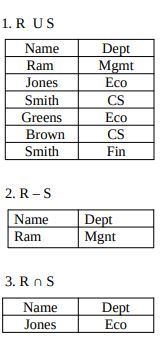 1. R U S
Name Dept
Ram Mgmt
Jones Eco
Smith CS
Greens Eco
Brown CS
Smith Fin
2. R – S
Name Dept
Ram Mgnt
3. R ∩ S
Name Dept
Jones Eco